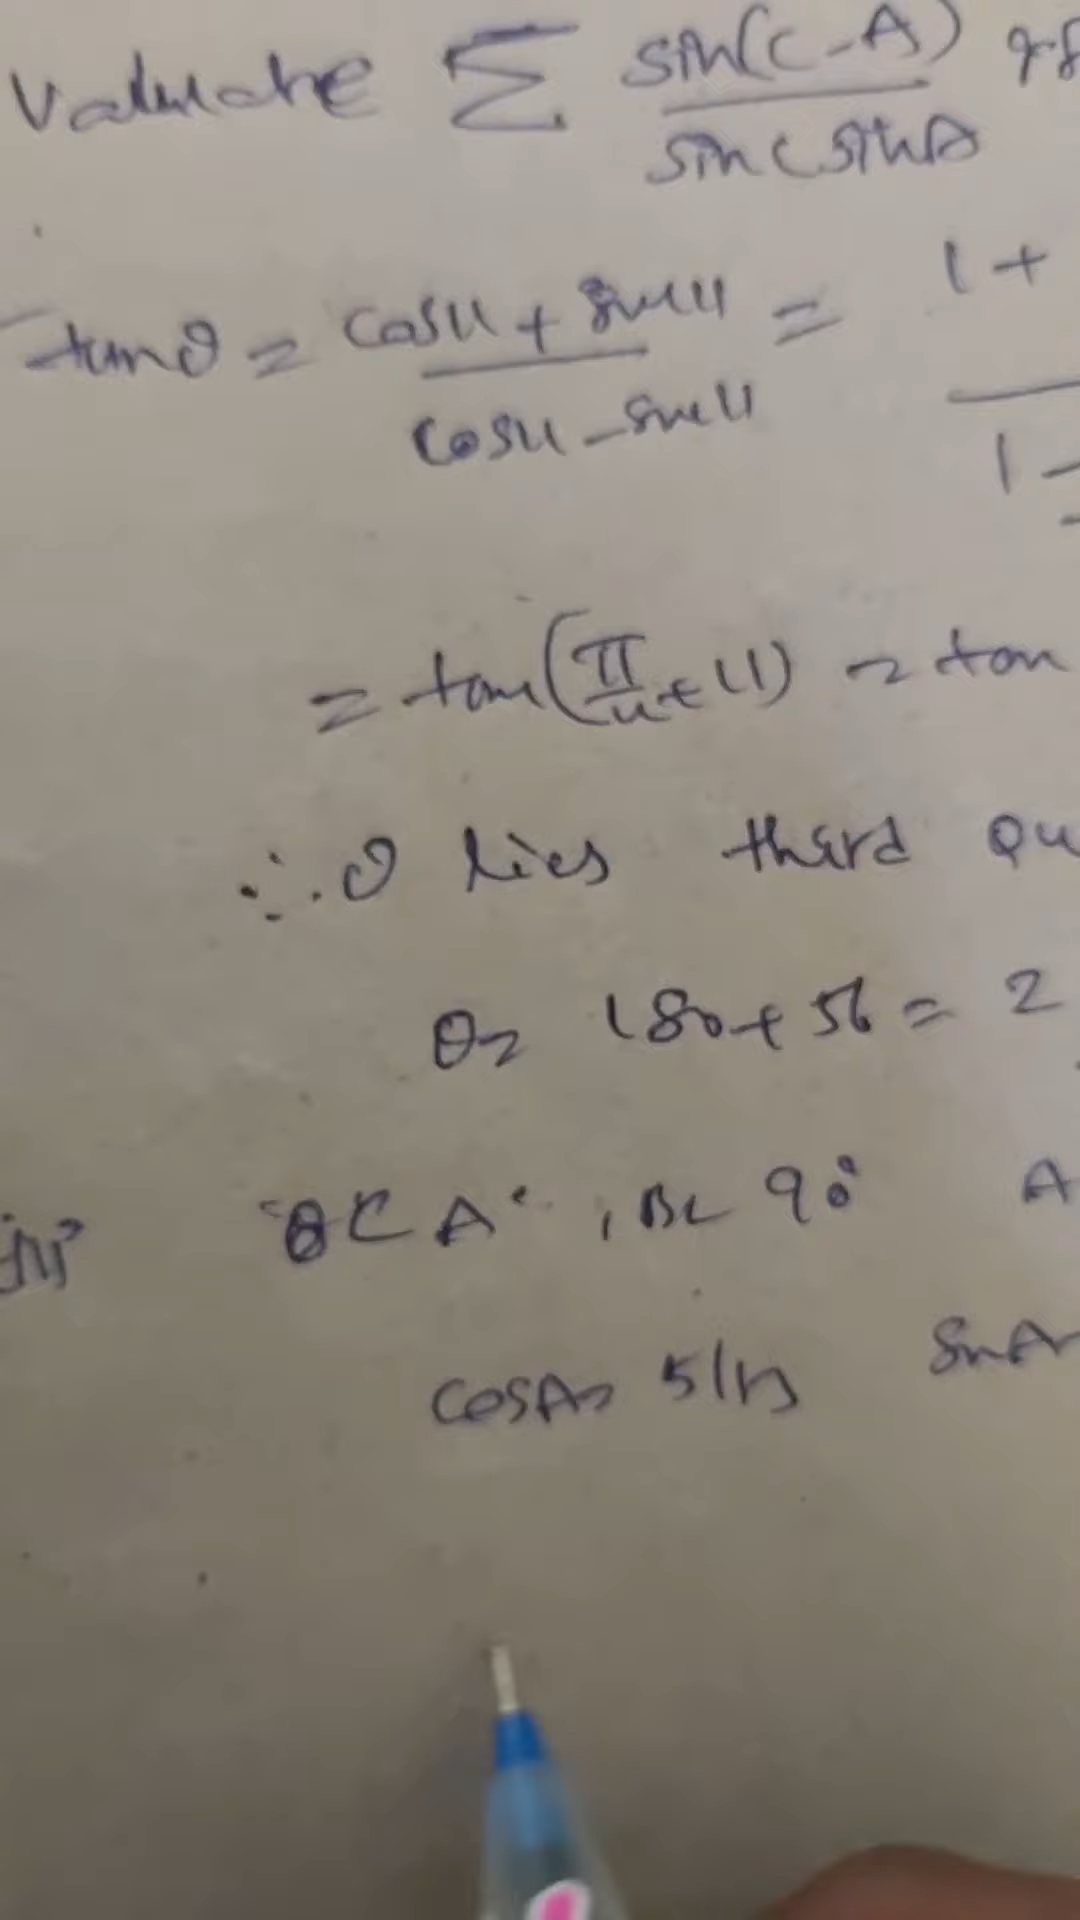 Valuate Σ sin(C-A) / sinC sinA
tanθ = cos11 + sin11 / cos11 - sin11 = 1 + / 1 -
= tan(π/4 + 11) = tan
∴ θ lies third qu
θ = 180 + 56 = 2
A, B < 90° A
cosA = 5/13 SinA